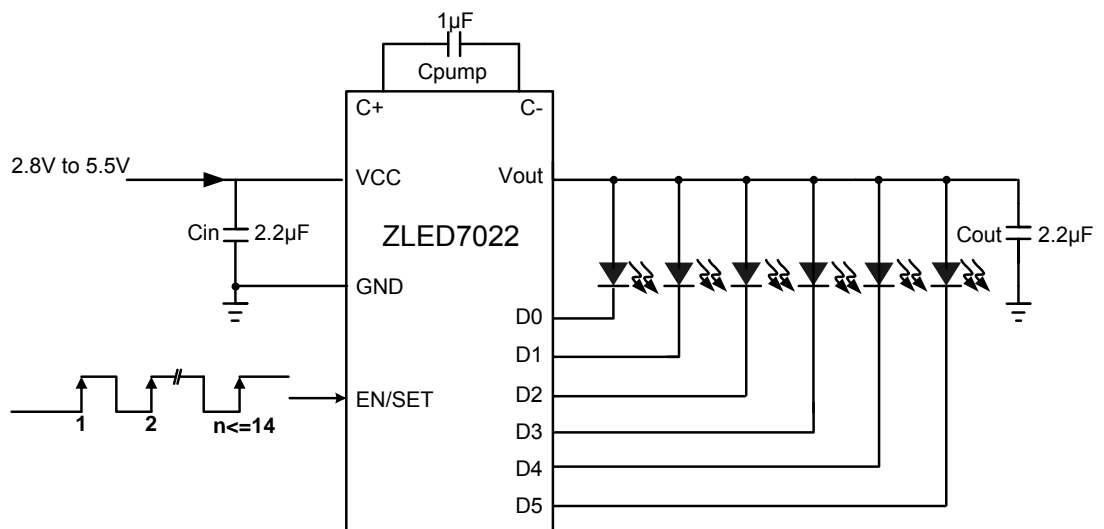 1µF
Cpump
C+ C-
2.8V to 5.5V
VCC Vout
Cin 2.2µF
ZLED7022
Cout 2.2µF
GND
D0
D1
D2
EN/SET
1 2 n<=14
D3
D4
D5